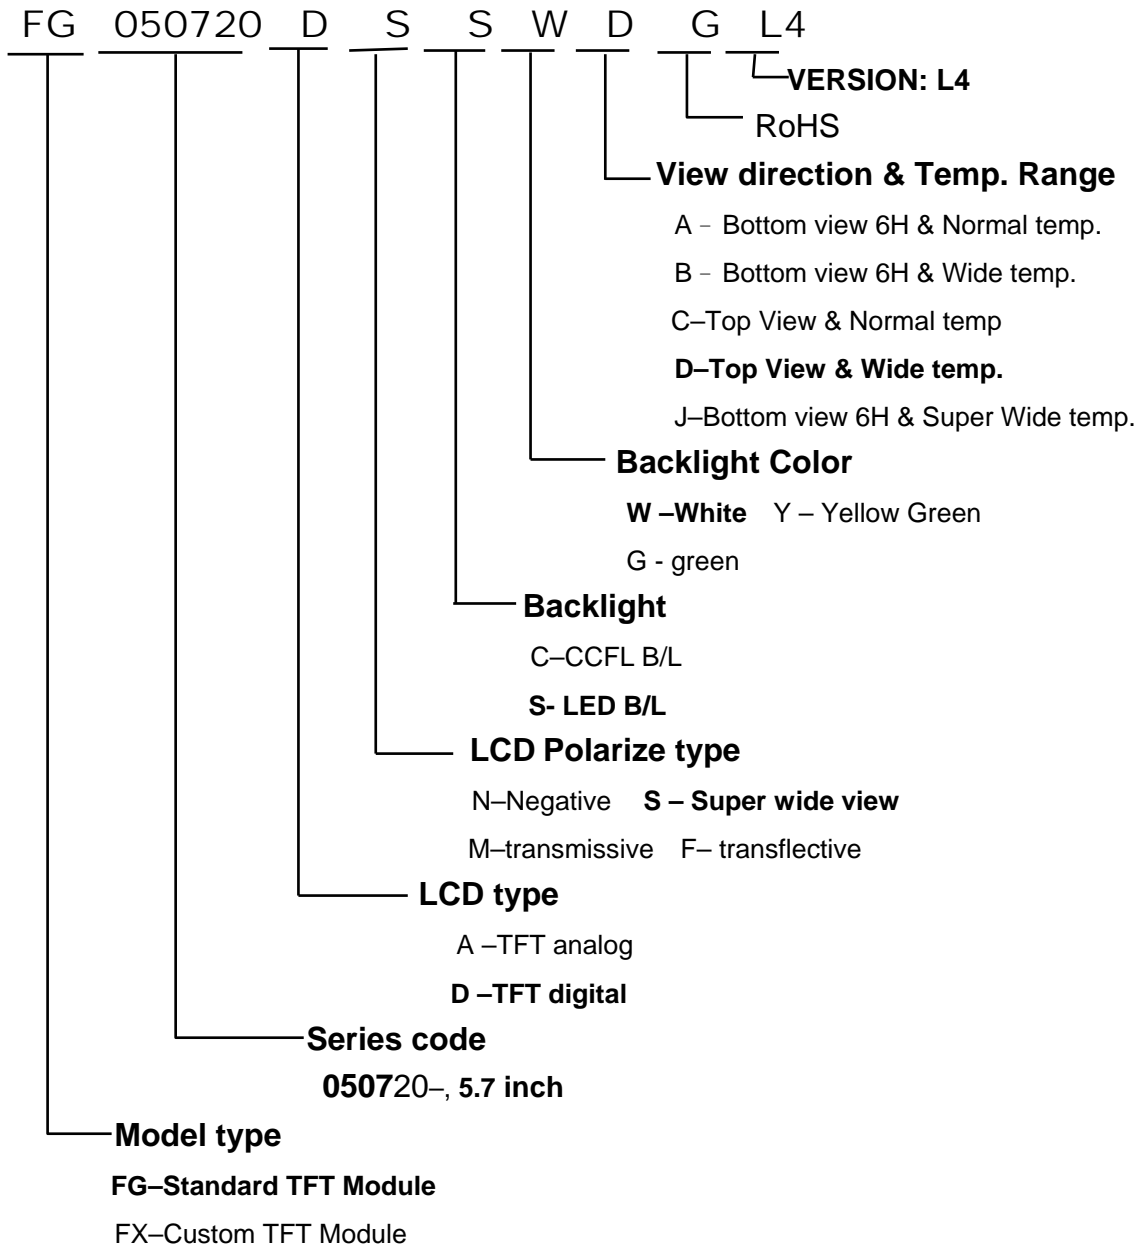 FG 050720 D S S W D G L4
VERSION: L4
RoHS
View direction & Temp. Range
A – Bottom view 6H & Normal temp.
B – Bottom view 6H & Wide temp.
C–Top View & Normal temp
D–Top View & Wide temp.
J–Bottom view 6H & Super Wide temp.
Backlight Color
W –White Y – Yellow Green
G - green
Backlight
C–CCFL B/L
S- LED B/L
LCD Polarize type
N–Negative S – Super wide view
M–transmissive F– transflective
LCD type
A –TFT analog
D –TFT digital
Series code
050720–, 5.7 inch
Model type
FG–Standard TFT Module
FX–Custom TFT Module